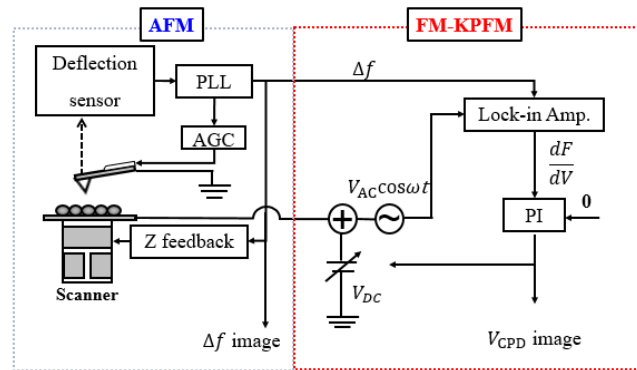 AFM
FM-KPFM
Deflection
sensor
PLL
Δf
Lock-in Amp.
AGC
dF
dV
V_AC cosωt
+
~
PI
0
Z feedback
V_DC
Scanner
Δf image
V_CPD image